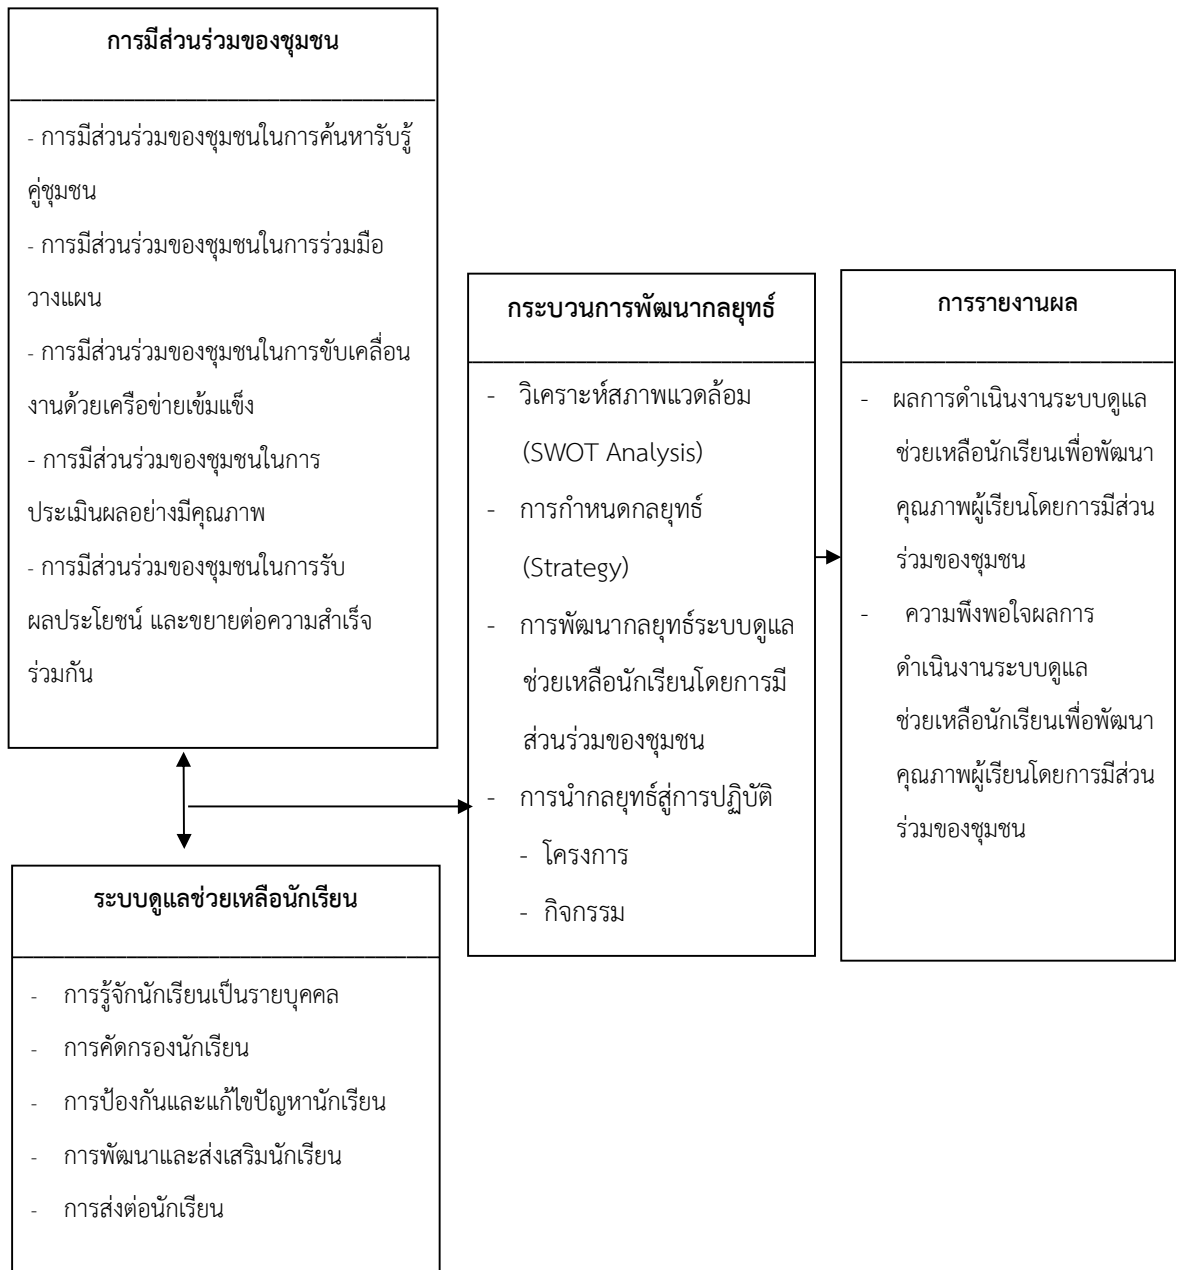 การมีส่วนร่วมของชุมชน
- การมีส่วนร่วมของชุมชนในการค้นหารับรู้
คู่ชุมชน
- การมีส่วนร่วมของชุมชนในการร่วมมือ
วางแผน
- การมีส่วนร่วมของชุมชนในการขับเคลื่อน
งานด้วยเครือข่ายเข้มแข็ง
- การมีส่วนร่วมของชุมชนในการ
ประเมินผลอย่างมีคุณภาพ
- การมีส่วนร่วมของชุมชนในการรับ
ผลประโยชน์ และขยายต่อความสำเร็จ
ร่วมกัน
ระบบดูแลช่วยเหลือนักเรียน
- การรู้จักนักเรียนเป็นรายบุคคล
- การคัดกรองนักเรียน
- การป้องกันและแก้ไขปัญหานักเรียน
- การพัฒนาและส่งเสริมนักเรียน
- การส่งต่อนักเรียน
กระบวนการพัฒนากลยุทธ์
- วิเคราะห์สภาพแวดล้อม
(SWOT Analysis)
- การกำหนดกลยุทธ์
(Strategy)
- การพัฒนากลยุทธ์ระบบดูแล
ช่วยเหลือนักเรียนโดยการมี
ส่วนร่วมของชุมชน
- การนำกลยุทธ์สู่การปฏิบัติ
- โครงการ
- กิจกรรม
การรายงานผล
- ผลการดำเนินงานระบบดูแล
ช่วยเหลือนักเรียนเพื่อพัฒนา
คุณภาพผู้เรียนโดยการมีส่วน
ร่วมของชุมชน
- ความพึงพอใจผลการ
ดำเนินงานระบบดูแล
ช่วยเหลือนักเรียนเพื่อพัฒนา
คุณภาพผู้เรียนโดยการมีส่วน
ร่วมของชุมชน